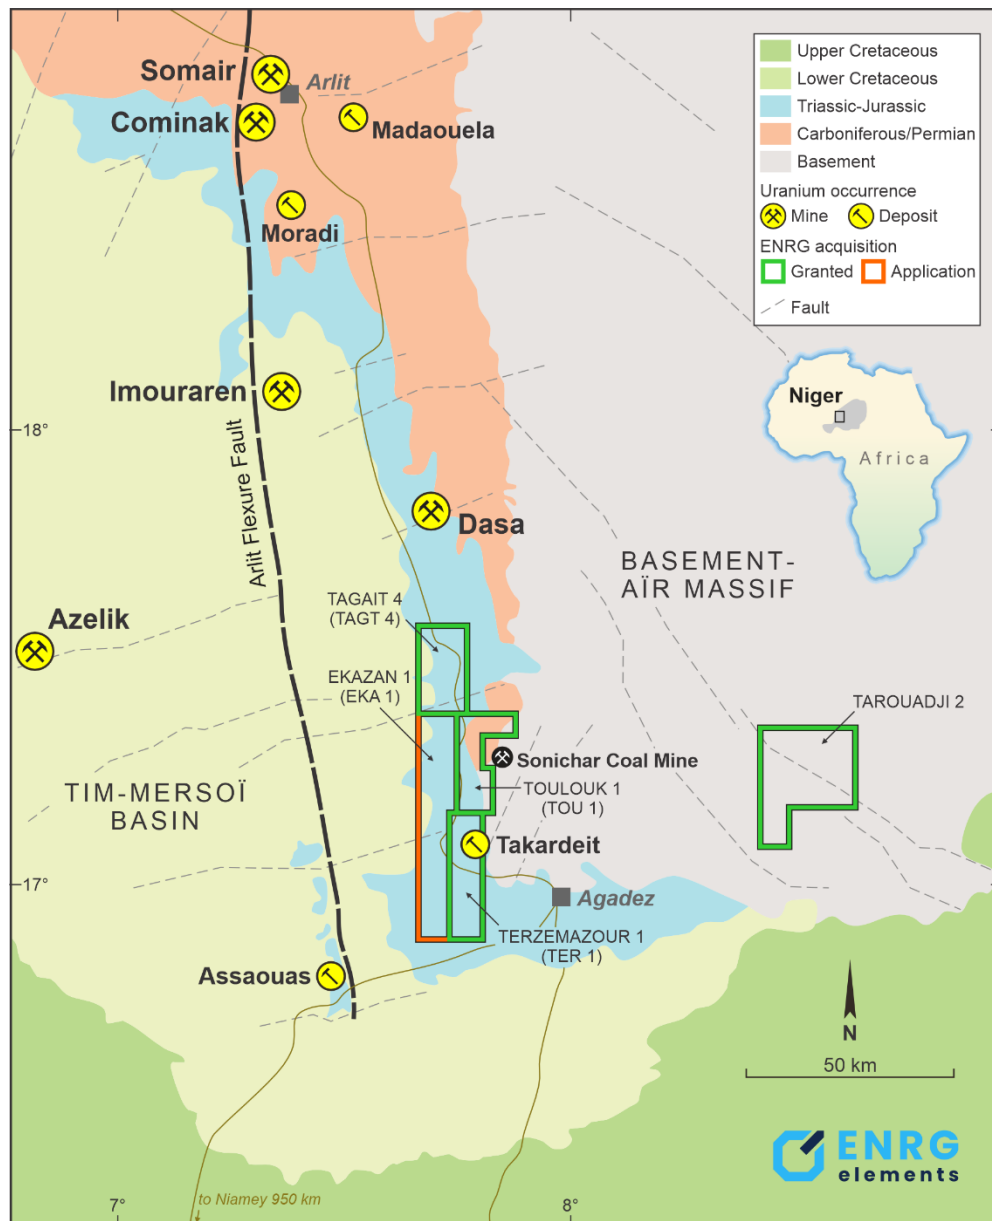 Somair
Arlit
Cominak
Madaouela
Moradi
Imouraren
18°
Arlit Flexure Fault
Dasa
Azelik
TAGAIT 4
(TAGT 4)
EKAZAN 1
(EKA 1)
TIM-MERSOÏ
BASIN
BASEMENT-
AÏR MASSIF
TAROUADJI 2
Sonichar Coal Mine
TOULOUK 1
(TOU 1)
Takardeit
17°
Agadez
TERZEMAZOUR 1
(TER 1)
Assaouas
to Niamey 950 km
7°
8°
Upper Cretaceous
Lower Cretaceous
Triassic-Jurassic
Carboniferous/Permian
Basement
Uranium occurrence
Mine Deposit
ENRG acquisition
Granted Application
Fault
Niger
Africa
N
50 km
ENRG
elements